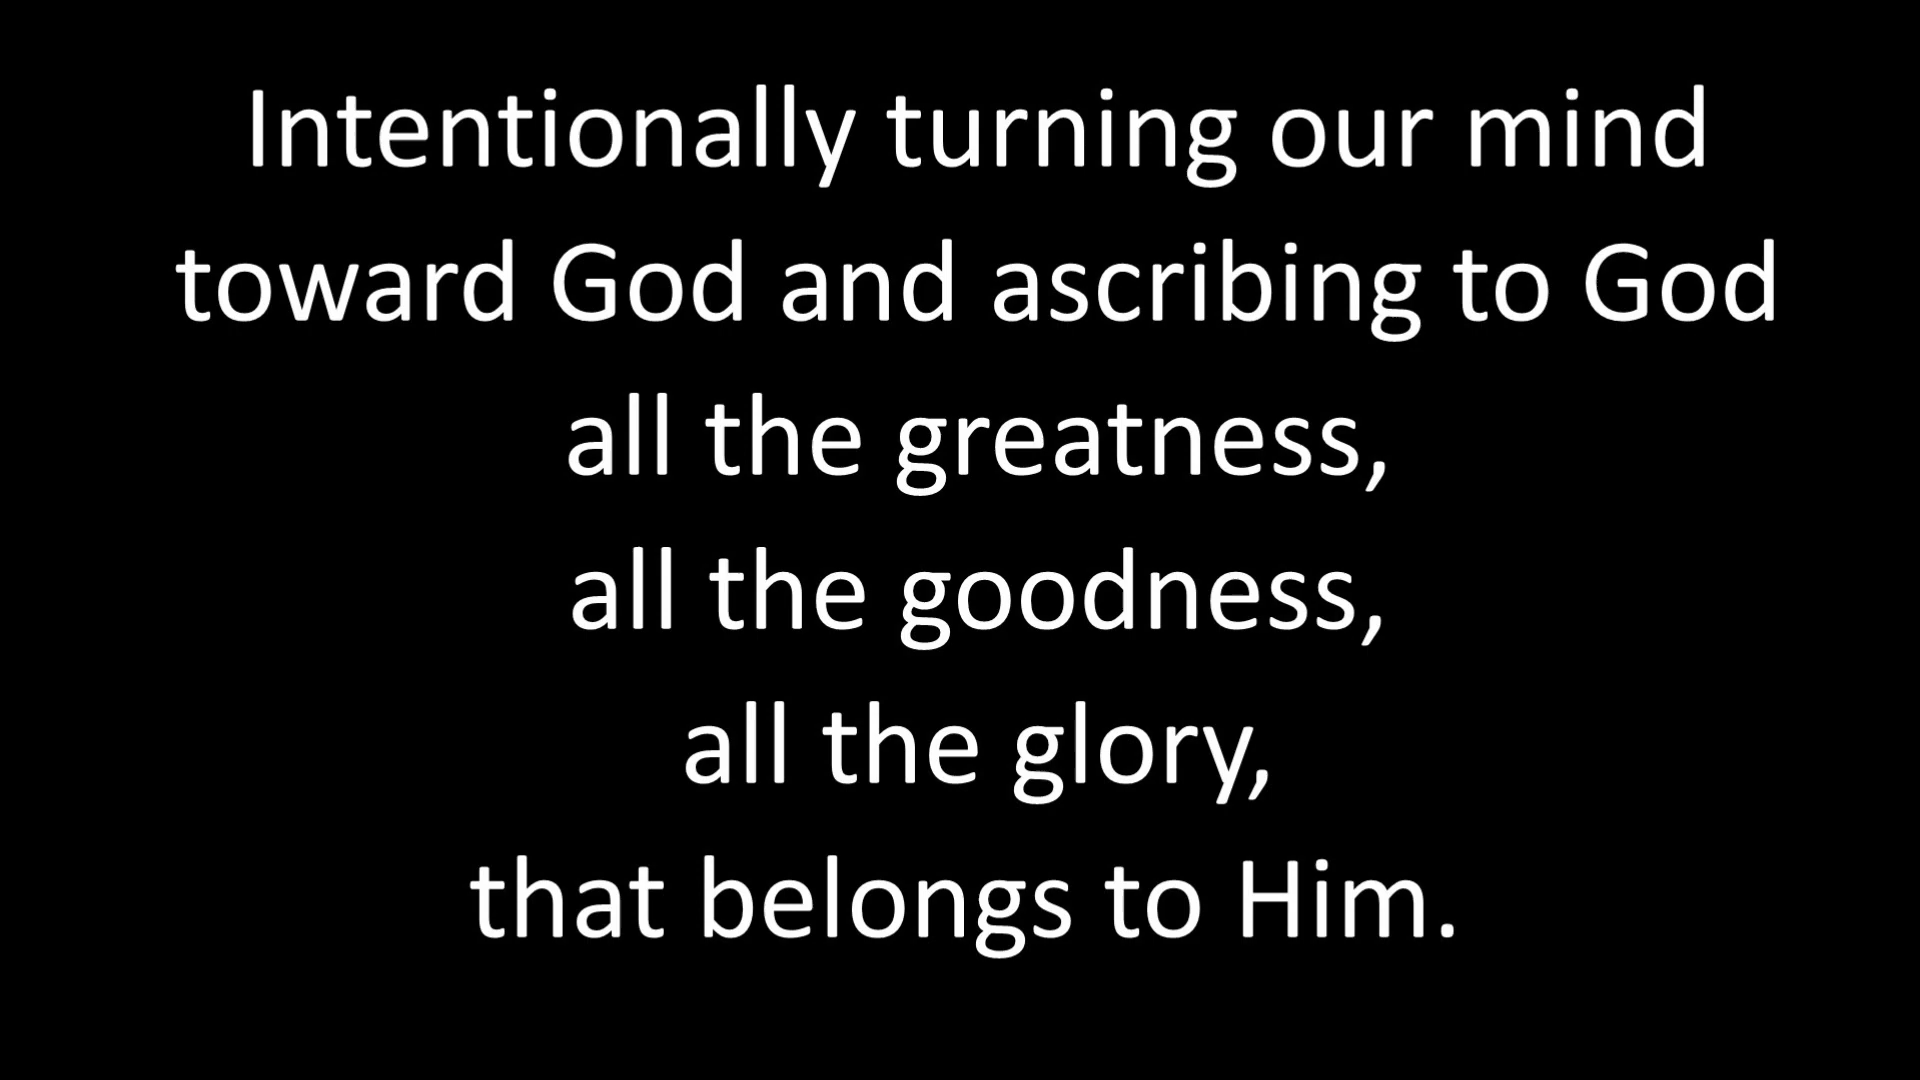 Intentionally turning our mind
toward God and ascribing to God
all the greatness,
all the goodness,
all the glory,
that belongs to Him.